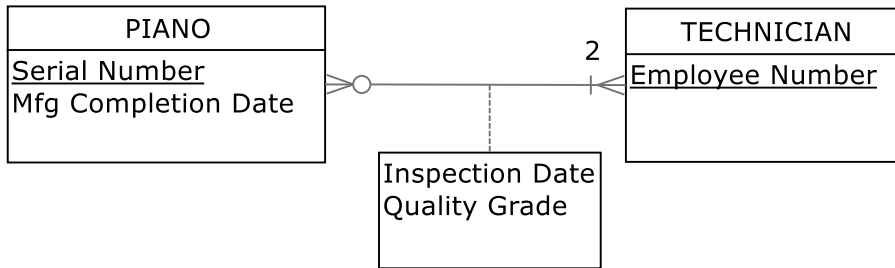 PIANO
Serial Number
Mfg Completion Date
2
TECHNICIAN
Employee Number
Inspection Date
Quality Grade